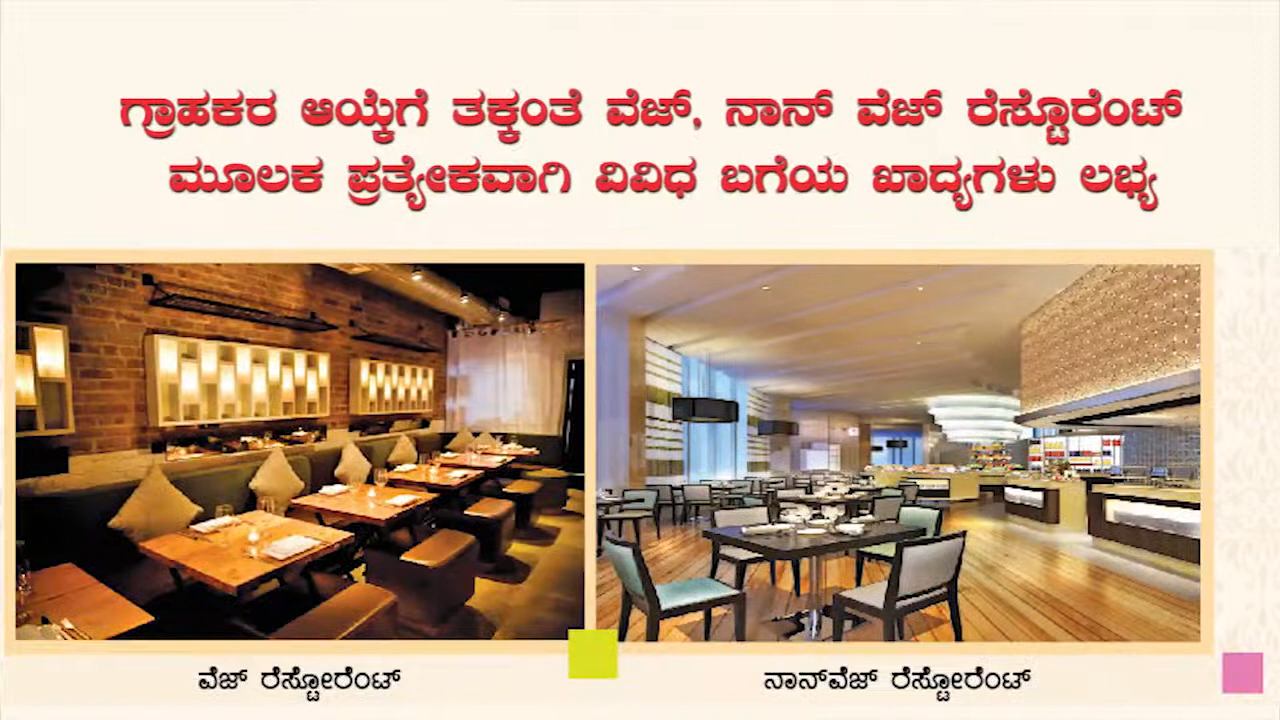 ಗ್ರಾಹಕರ ಆಯ್ಕೆಗೆ ತಕ್ಕಂತೆ ವೆಜ್, ನಾನ್ ವೆಜ್ ರೆಸ್ಟೊರೆಂಟ್
ಮೂಲಕ ಪ್ರತ್ಯೇಕವಾಗಿ ವಿವಿಧ ಬಗೆಯ ಖಾದ್ಯಗಳು ಲಭ್ಯ
ವೆಜ್ ರೆಸ್ಟೋರೆಂಟ್
ನಾನ್‌ವೆಜ್ ರೆಸ್ಟೋರೆಂಟ್